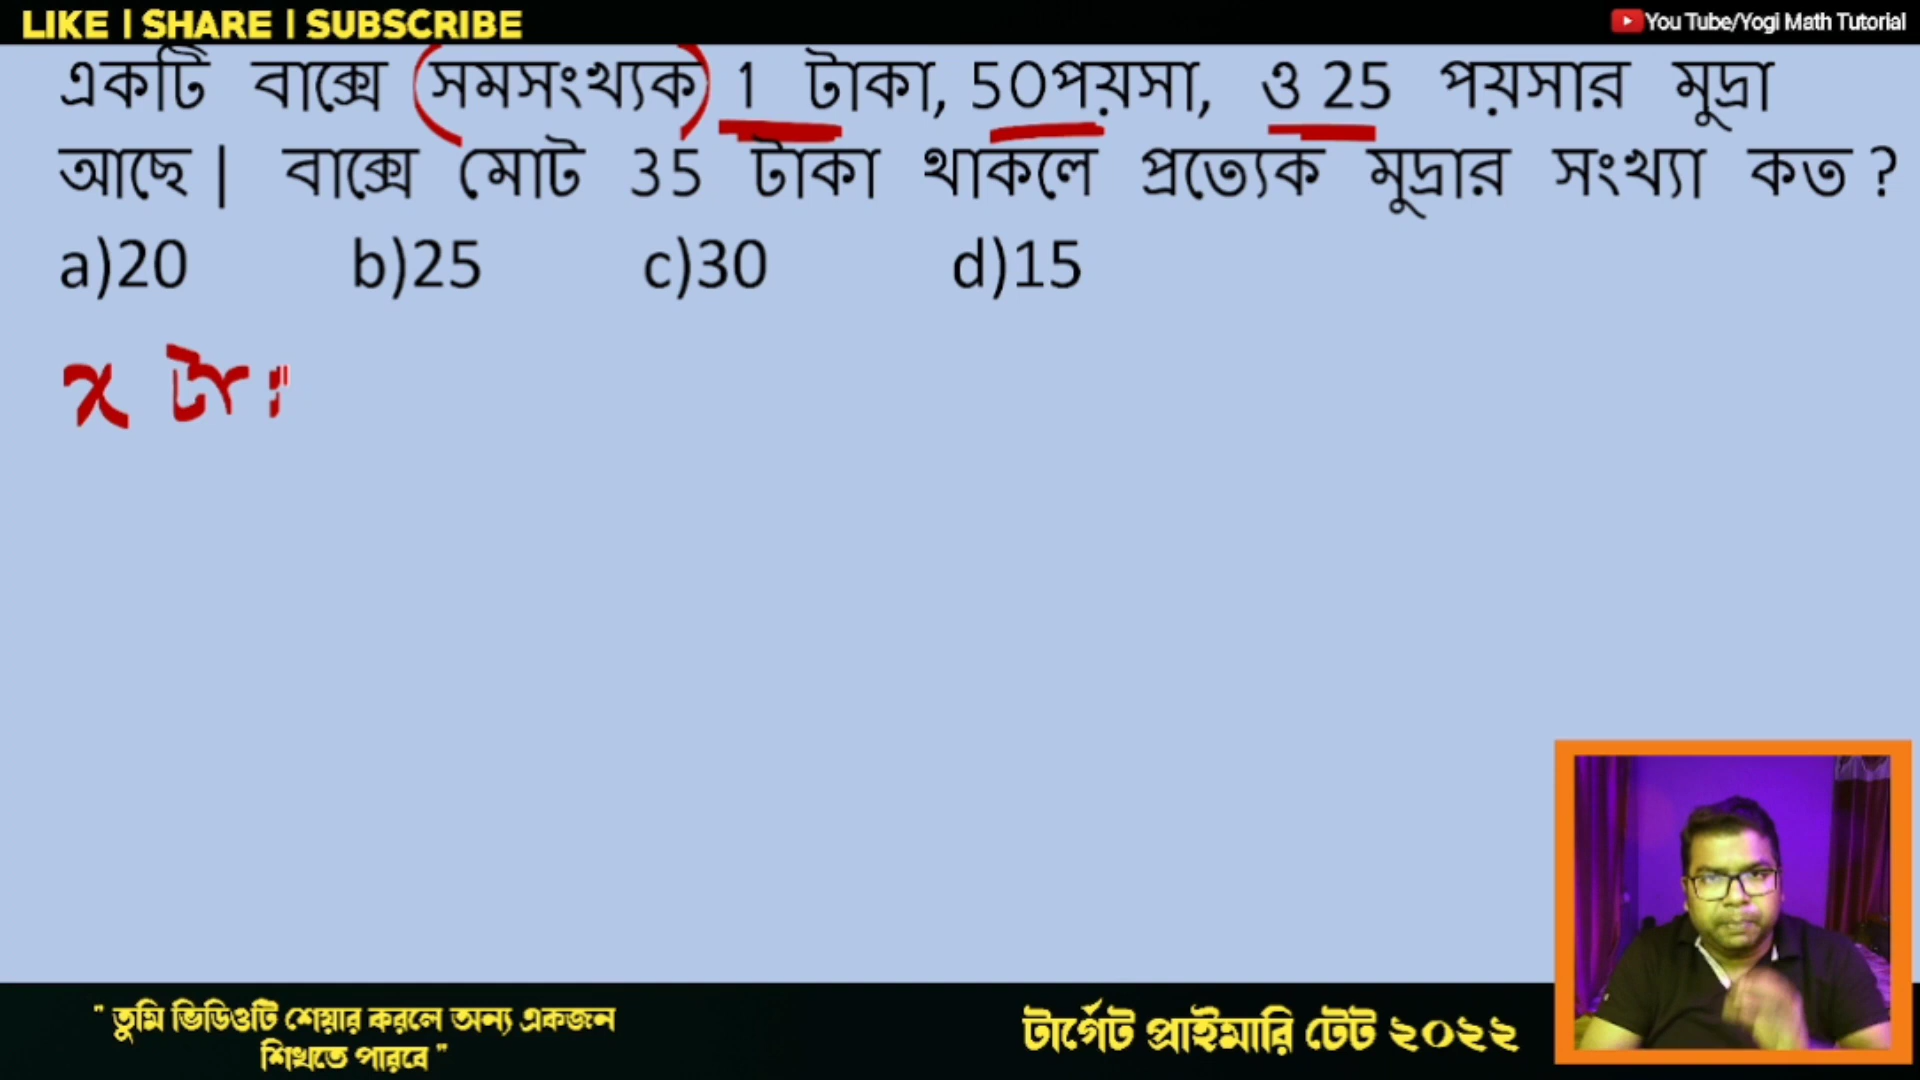 LIKE | SHARE | SUBSCRIBE
You Tube/Yogi Math Tutorial
একটি বাক্সে (সমসংখ্যক) 1 টাকা, 50পয়সা, ও 25 পয়সার মুদ্রা
আছে | বাক্সে মোট 35 টাকা থাকলে প্রত্যেক মুদ্রার সংখ্যা কত ?
a)20 b)25 c)30 d)15
x টা
" তুমি ভিডিওটি শেয়ার করলে অন্য একজন
শিখতে পারবে "
টার্গেট প্রাইমারি টেট ২০২২